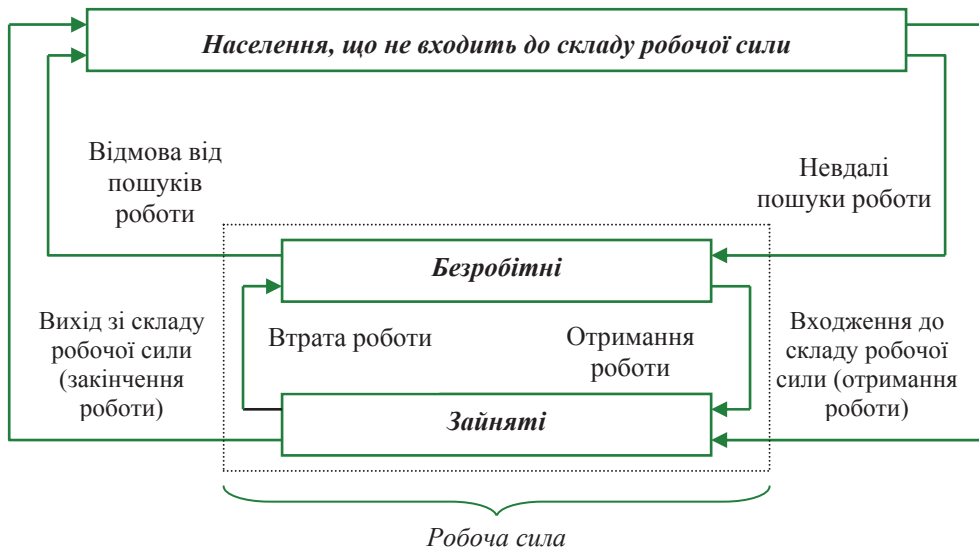 Населення, що не входить до складу робочої сили
Відмова від
пошуків
роботи
Невдалі
пошуки роботи
Безробітні
Втрата роботи
Отримання
роботи
Вихід зі складу
робочої сили
(закінчення
роботи)
Входження до
складу робочої
сили (отримання
роботи)
Зайняті
Робоча сила